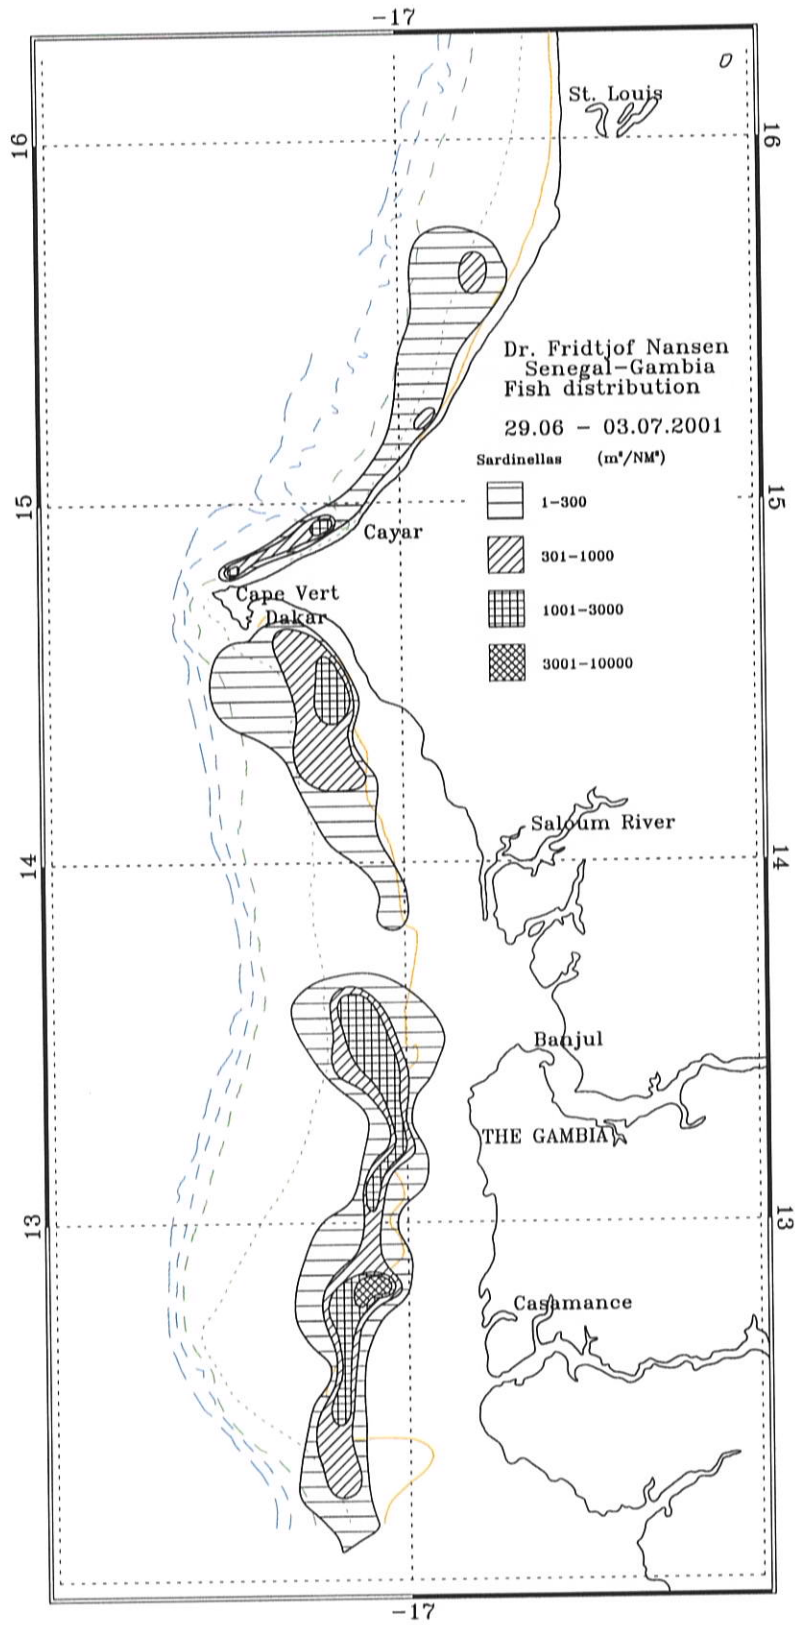 -17
St. Louis
16
16
Dr. Fridtjof Nansen
Senegal-Gambia
Fish distribution
29.06 - 03.07.2001
Sardinellas (m²/NM²)
1-300
301-1000
1001-3000
3001-10000
15
15
Cayar
Cape Vert
Dakar
Saloum River
14
14
Banjul
THE GAMBIA
13
13
Casamance
-17